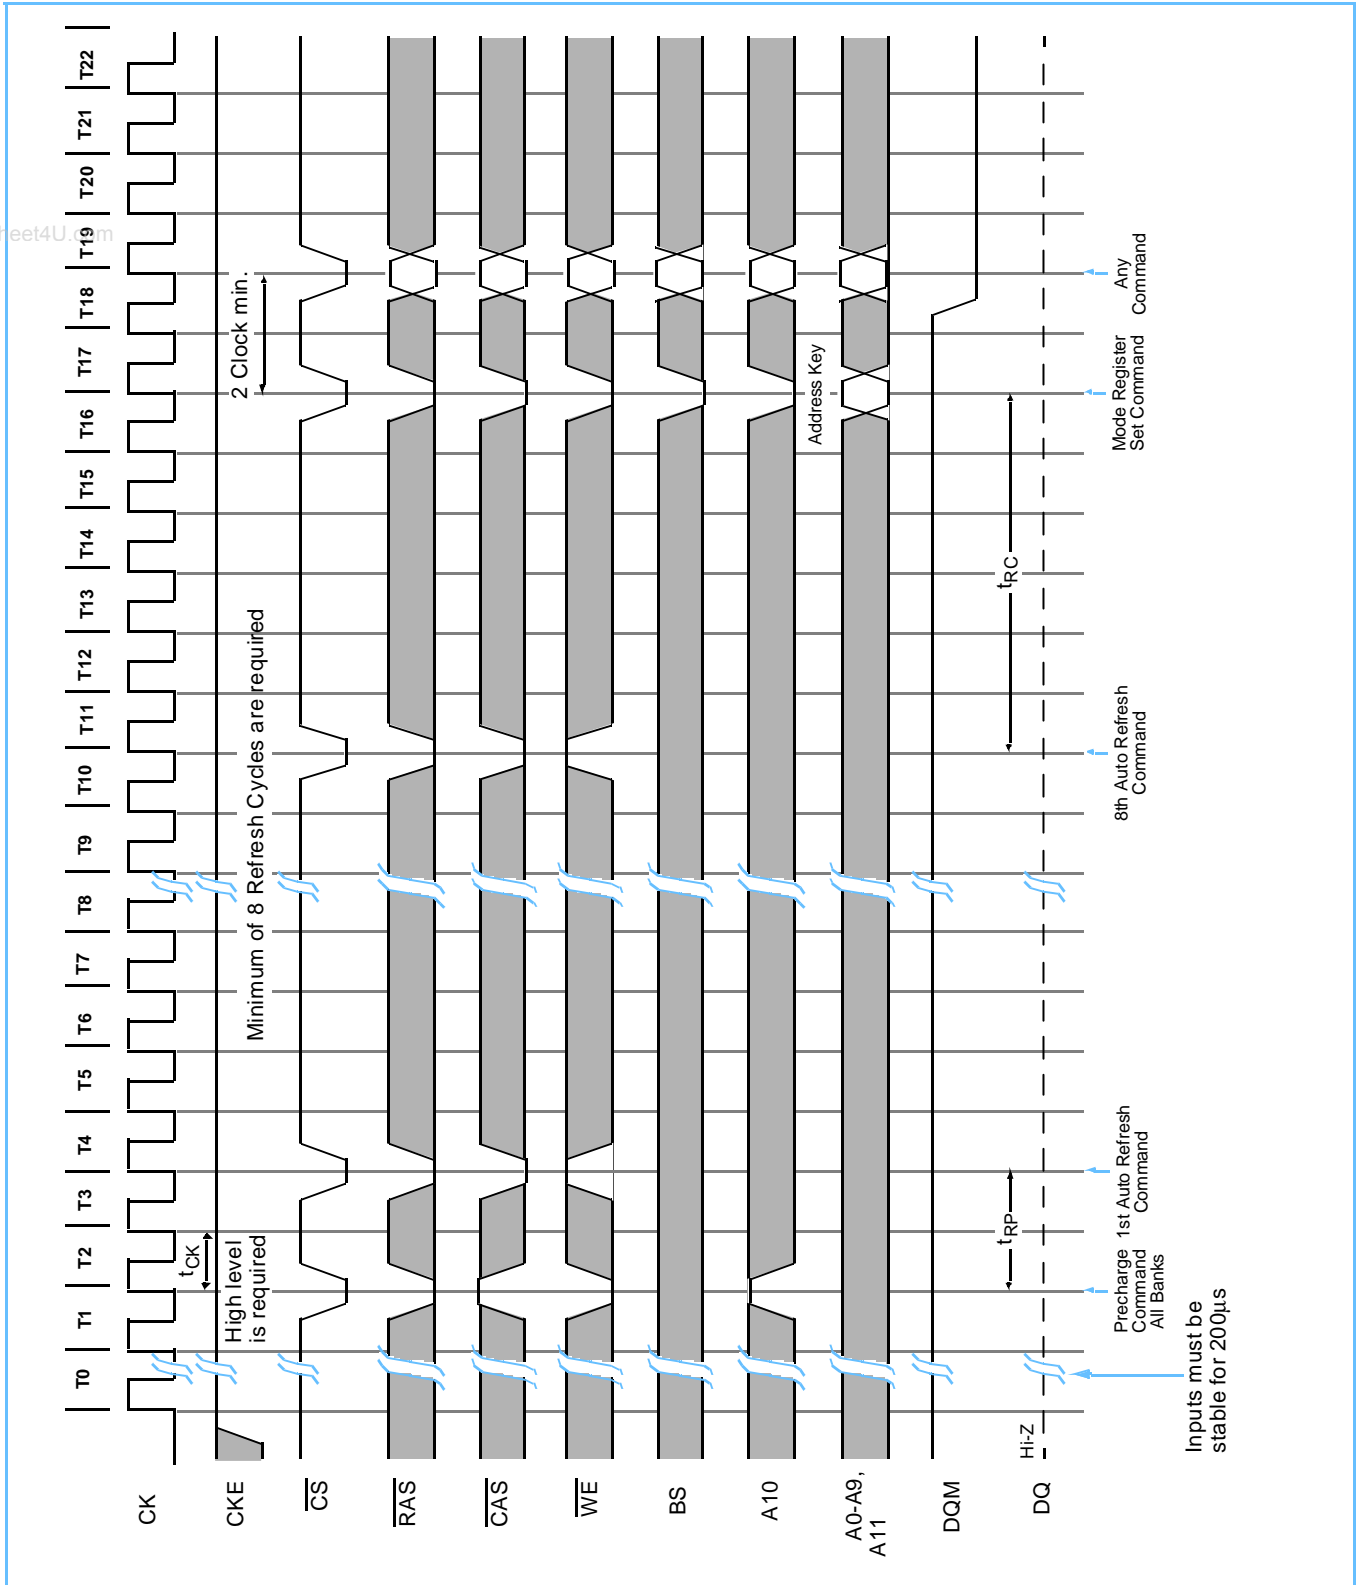 T0 T1 T2 T3 T4 T5 T6 T7 T8 T9 T10 T11 T12 T13 T14 T15 T16 T17 T18 T19 T20 T21 T22
CK
tCK
CKE
High level
is required
Minimum of 8 Refresh Cycles are required
2 Clock min.
CS
RAS
CAS
WE
BS
A10
Address Key
A0-A9,
A11
DQM
tRP
tRC
DQ
Hi-Z
Precharge
Command
All Banks
1st Auto Refresh
Command
8th Auto Refresh
Command
Mode Register
Set Command
Any
Command
Inputs must be
stable for 200µs
heet4U.com